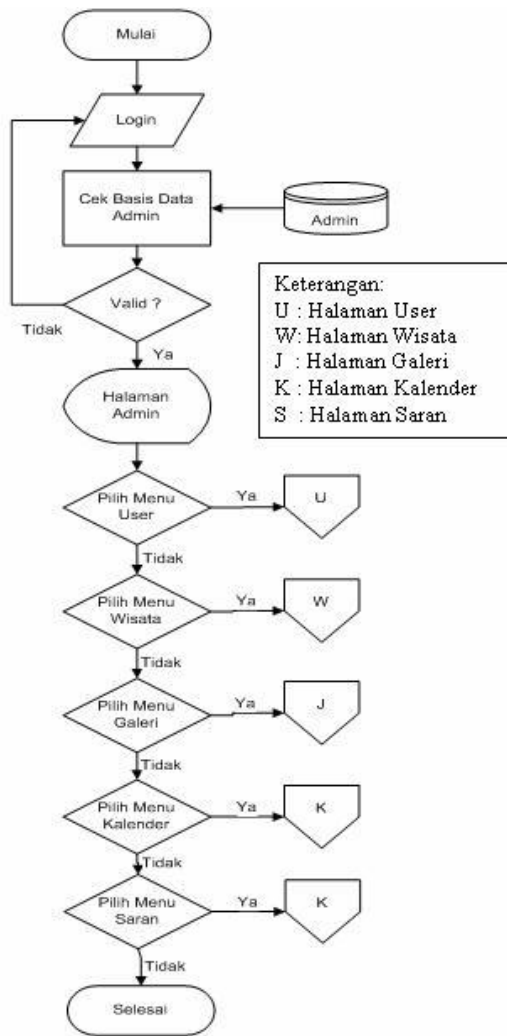 Mulai
Login
Cek Basis Data
Admin
Admin
Valid ?
Tidak
Ya
Keterangan:
U : Halaman User
W: Halaman Wisata
J : Halaman Galeri
K : Halaman Kalender
S : Halaman Saran
Halaman
Admin
Pilih Menu
User
Ya
U
Tidak
Pilih Menu
Wisata
Ya
W
Tidak
Pilih Menu
Galeri
Ya
J
Tidak
Pilih Menu
Kalender
Ya
K
Tidak
Pilih Menu
Saran
Ya
K
Tidak
Selesai